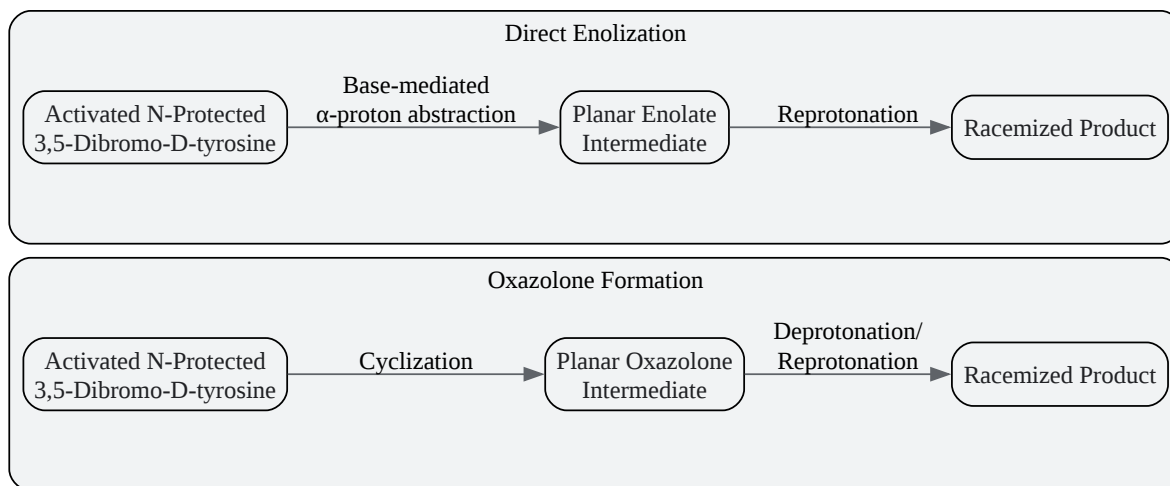 Direct Enolization
Activated N-Protected
3,5-Dibromo-D-tyrosine
Base-mediated
α-proton abstraction
Planar Enolate
Intermediate
Reprotonation
Racemized Product
Oxazolone Formation
Activated N-Protected
3,5-Dibromo-D-tyrosine
Cyclization
Planar Oxazolone
Intermediate
Deprotonation/
Reprotonation
Racemized Product